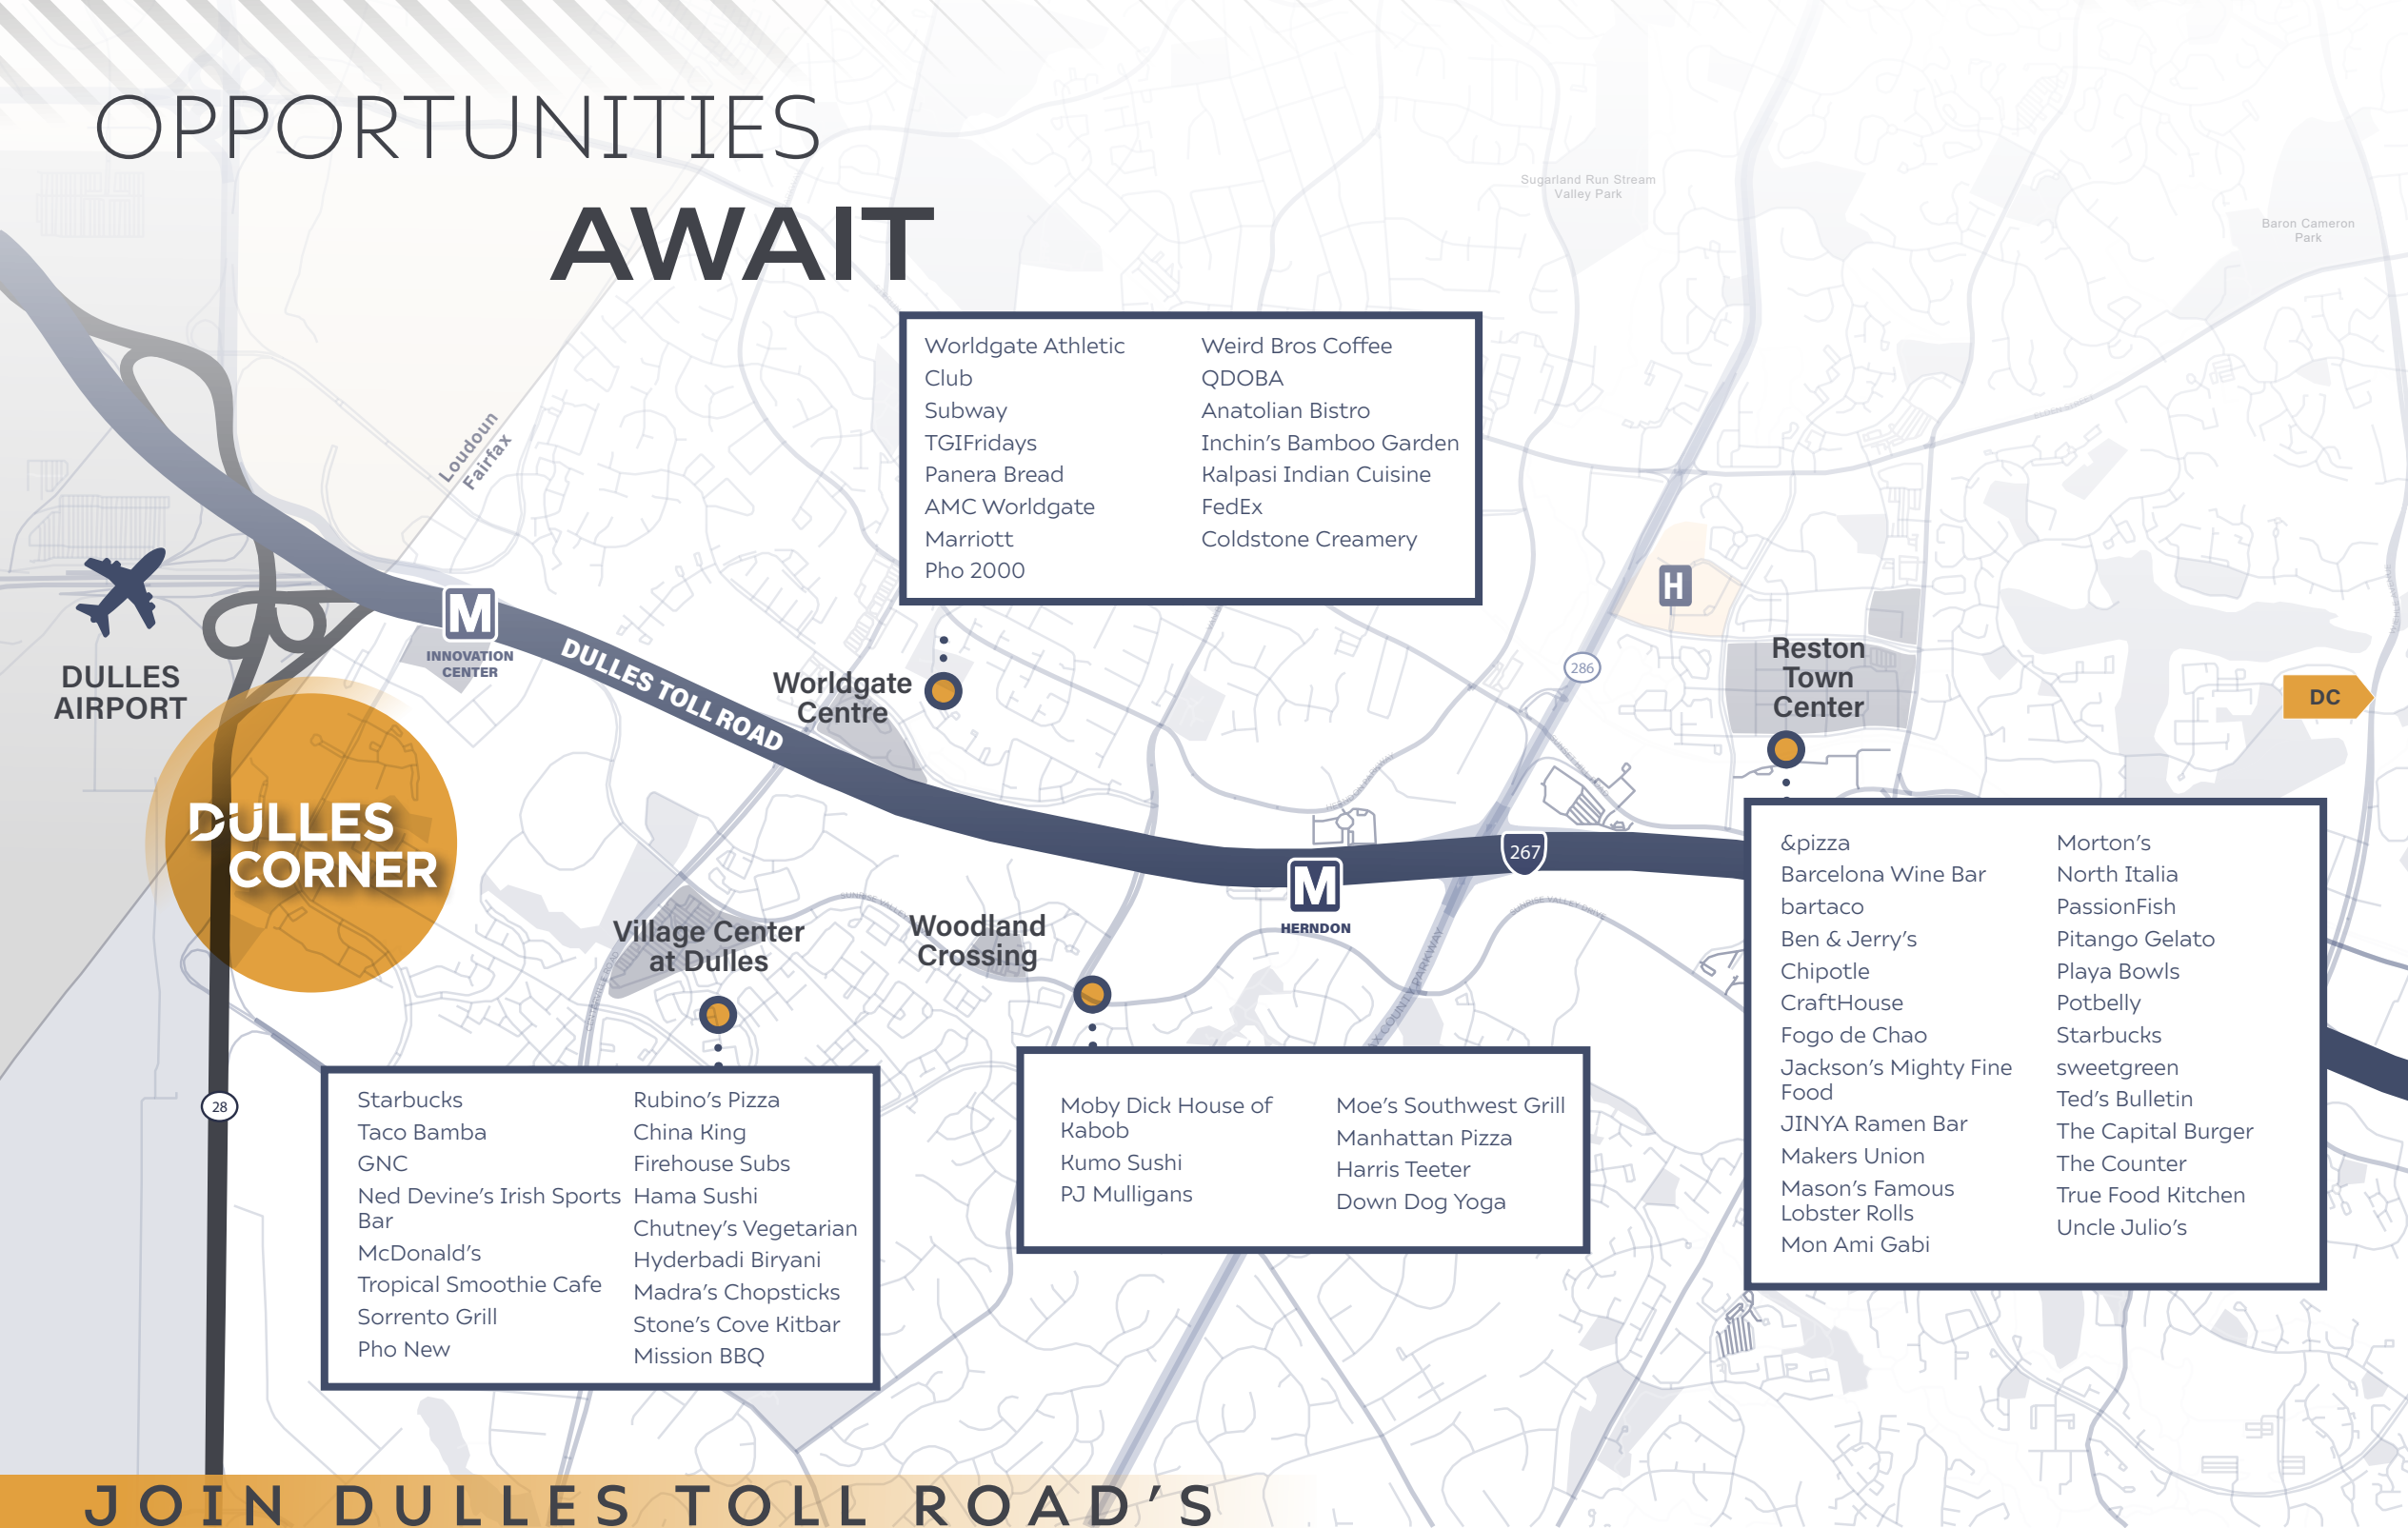 OPPORTUNITIES
AWAIT
Sugarland Run Stream
Valley Park
Baron Cameron
Park
Loudoun
Fairfax
Worldgate Athletic
Club
Subway
TGIFridays
Panera Bread
AMC Worldgate
Marriott
Pho 2000
Weird Bros Coffee
QDOBA
Anatolian Bistro
Inchin's Bamboo Garden
Kalpasi Indian Cuisine
FedEx
Coldstone Creamery
H
M
INNOVATION
CENTER
DULLES TOLL ROAD
DULLES
AIRPORT
Worldgate
Centre
286
Reston
Town
Center
DC
DULLES
CORNER
267
M
HERNDON
SUNRISE VALLEY
SUNRISE VALLEY DRIVE
Village Center
at Dulles
Woodland
Crossing
COUNTY PARKWAY
28
Starbucks
Taco Bamba
GNC
Ned Devine's Irish Sports
Bar
McDonald's
Tropical Smoothie Cafe
Sorrento Grill
Pho New
Rubino's Pizza
China King
Firehouse Subs
Hama Sushi
Chutney's Vegetarian
Hyderbadi Biryani
Madra's Chopsticks
Stone's Cove Kitbar
Mission BBQ
Moby Dick House of
Kabob
Kumo Sushi
PJ Mulligans
Moe's Southwest Grill
Manhattan Pizza
Harris Teeter
Down Dog Yoga
&pizza
Barcelona Wine Bar
bartaco
Ben & Jerry's
Chipotle
CraftHouse
Fogo de Chao
Jackson's Mighty Fine
Food
JINYA Ramen Bar
Makers Union
Mason's Famous
Lobster Rolls
Mon Ami Gabi
Morton's
North Italia
PassionFish
Pitango Gelato
Playa Bowls
Potbelly
Starbucks
sweetgreen
Ted's Bulletin
The Capital Burger
The Counter
True Food Kitchen
Uncle Julio's
JOIN DULLES TOLL ROAD'S